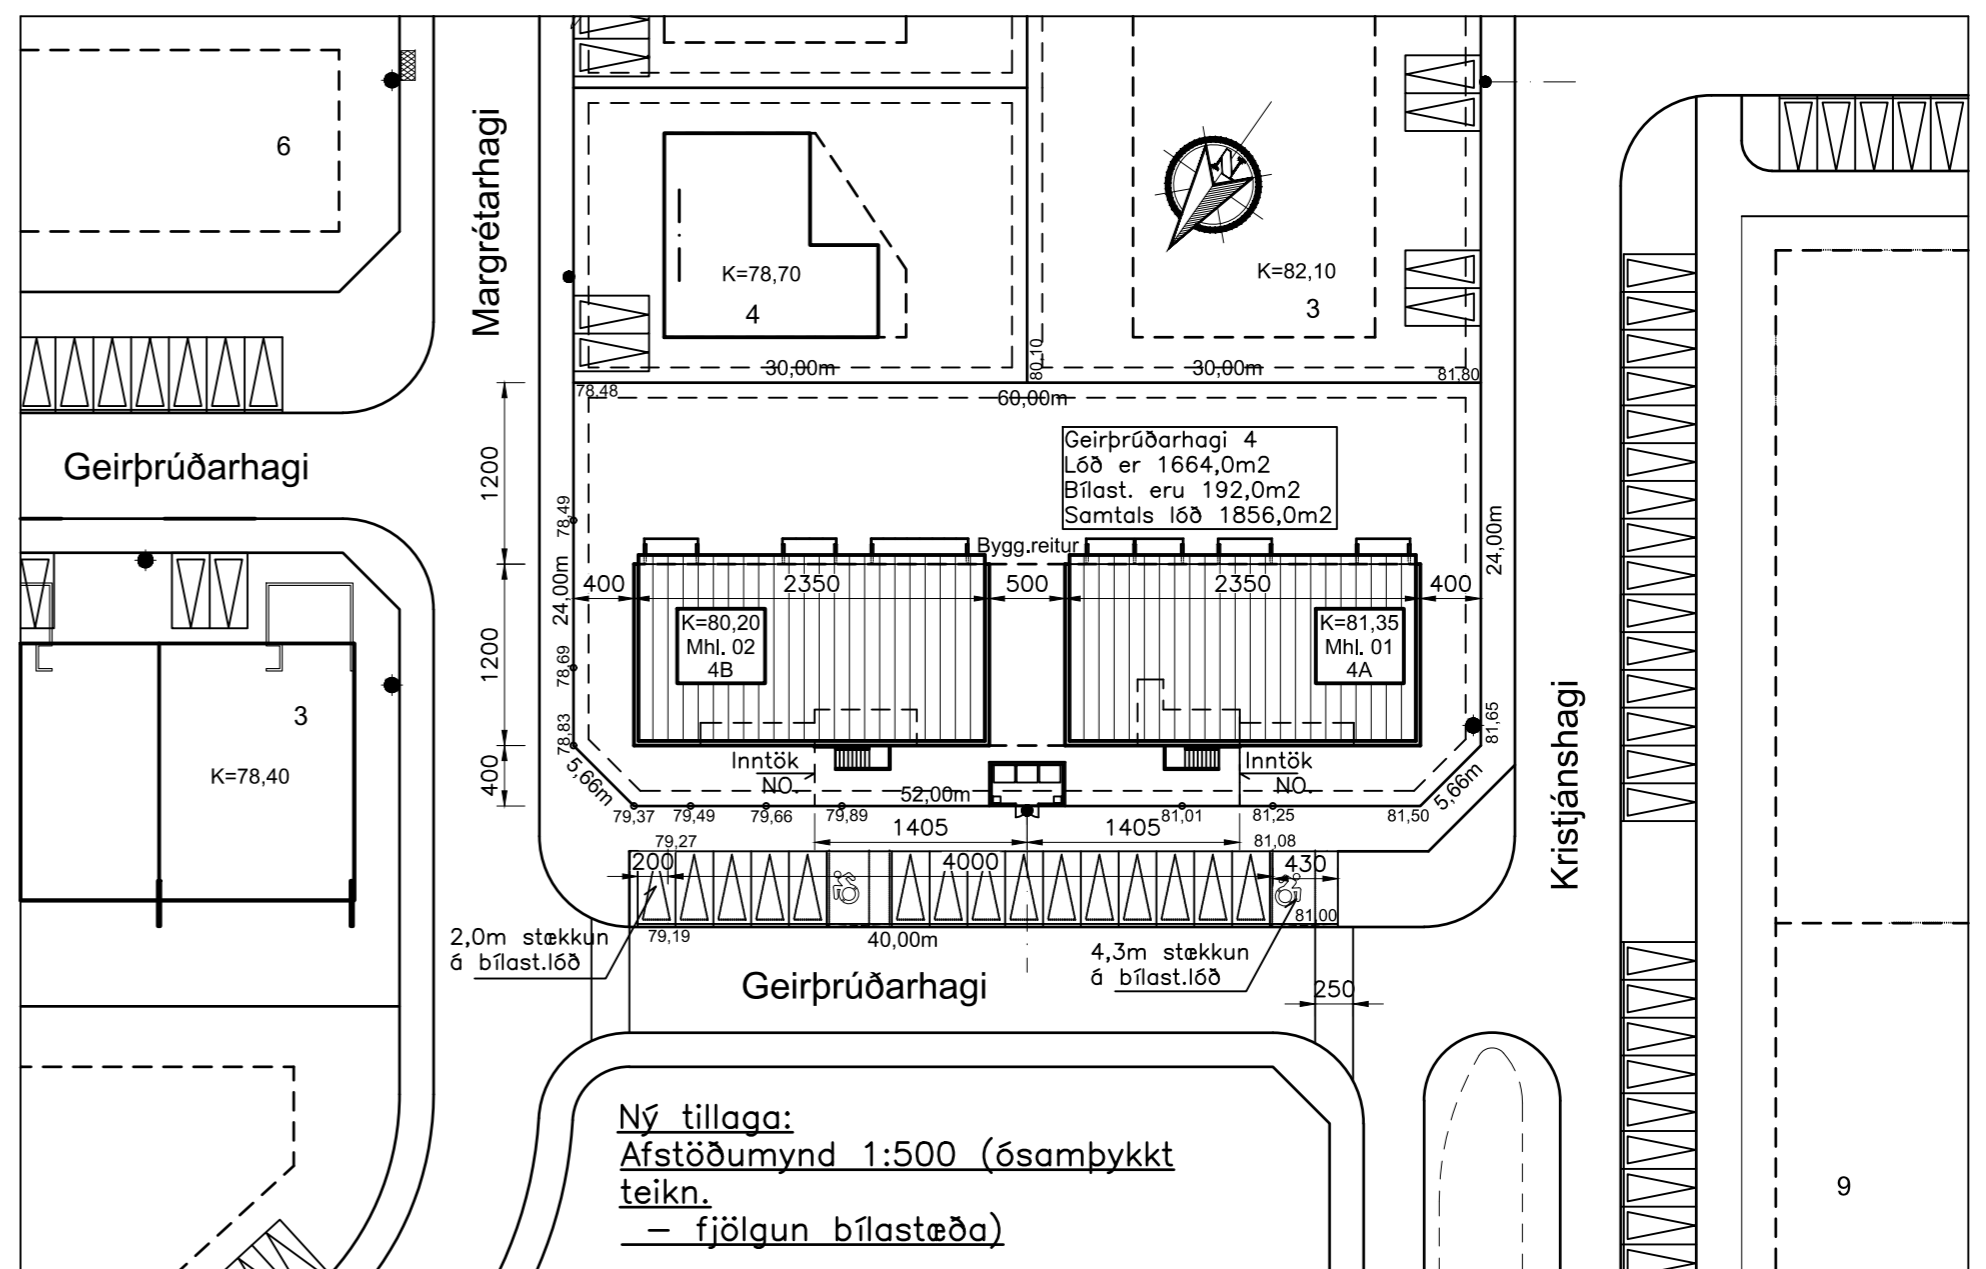 6
Margrétarhagi
K=78,70
4
N
K=82,10
3
30,00m
80,10
30,00m
81,80
78,48
60,00m
Geirþrúðarhagi
1200
Geirþrúðarhagi 4
Lóð er 1664,0m2
Bílast. eru 192,0m2
Samtals lóð 1856,0m2
78,49
24,00m
Bygg.reitur
24,00m
400
2350
500
2350
400
K=80,20
Mhl. 02
4B
K=81,35
Mhl. 01
4A
1200
78,69
78,83
81,65
3
K=78,40
Kristjánshagi
400
5,66m
Inntök
NO.
52,00m
Inntök
NO.
5,66m
79,37
79,49
79,66
79,89
81,01
81,25
81,50
1405
1405
79,27
81,08
200
4000
430
81,00
79,19
40,00m
2,0m stækkun
á bílast.lóð
4,3m stækkun
á bílast.lóð
Geirþrúðarhagi
250
Ný tillaga:
Afstöðumynd 1:500 (ósamþykkt
teikn.
– fjölgun bílastæða)
9